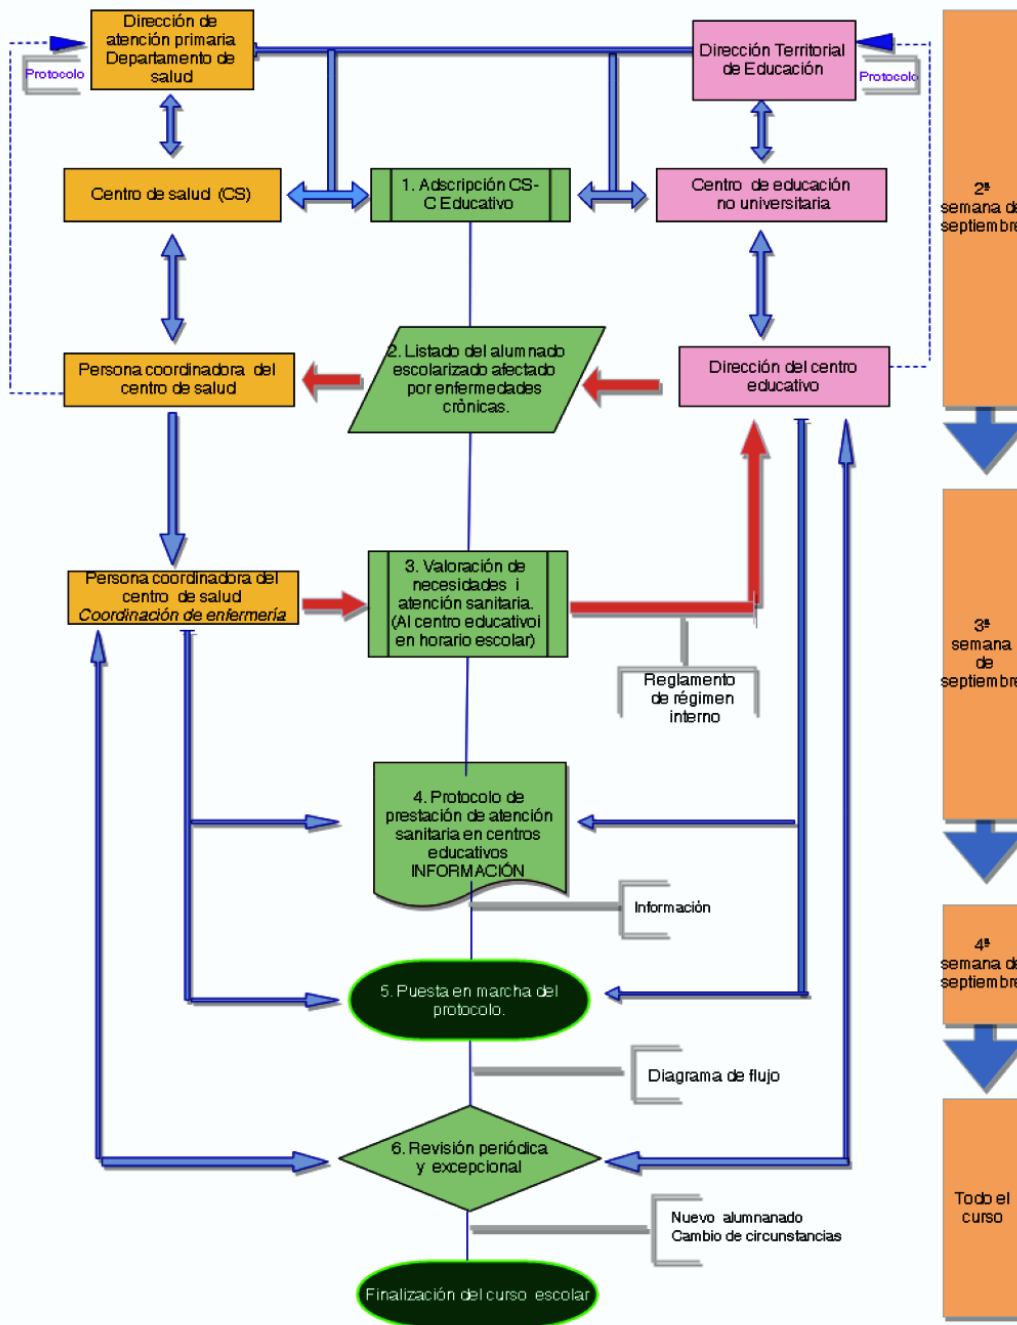 Dirección de
atención primaria
Departamento de
salud
Protocolo
Dirección Territorial
de Educación
Protocolo
Centro de salud (CS)
1. Adscripción CS-
C Educativo
Centro de educación
no universitaria
2ª
semana de
septiembre
Persona coordinadora del
centro de salud
2. Listado del alumnado
escolarizado afectado
por enfermedades
crònicas.
Dirección del centro
educativo
Persona coordinadora del
centro de salud
Coordinación de enfermería
3. Valoración de
necesidades i
atención sanitaria.
(Al centro educativoi
en horario escolar)
Reglamento
de régimen
interno
3ª
semana
de
septiembre
4. Protocolo de
prestación de atención
sanitaria en centros
educativos
INFORMACIÓN
Información
4ª
semana de
septiembre
5. Puesta en marcha del
protocolo.
Diagrama de flujo
6. Revisión periódica
y excepcional
Nuevo alumnanado
Cambio de circunstancias
Todo el
curso
Finalización del curso escolar